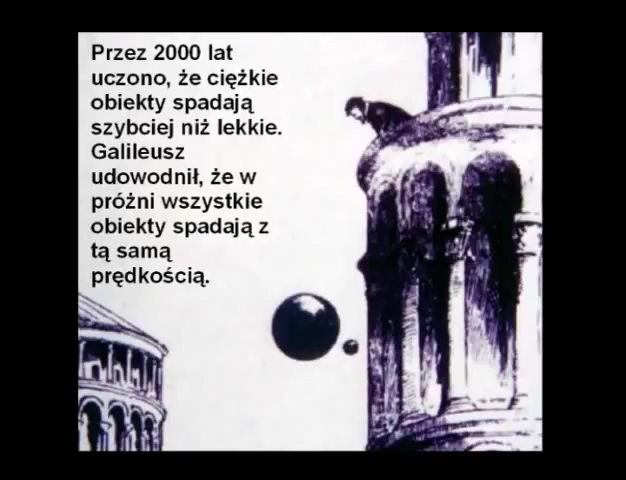 Przez 2000 lat
uczono, że ciężkie
obiekty spadają
szybciej niż lekkie.
Galileusz
udowodnił, że w
próżni wszystkie
obiekty spadają z
tą samą
prędkością.